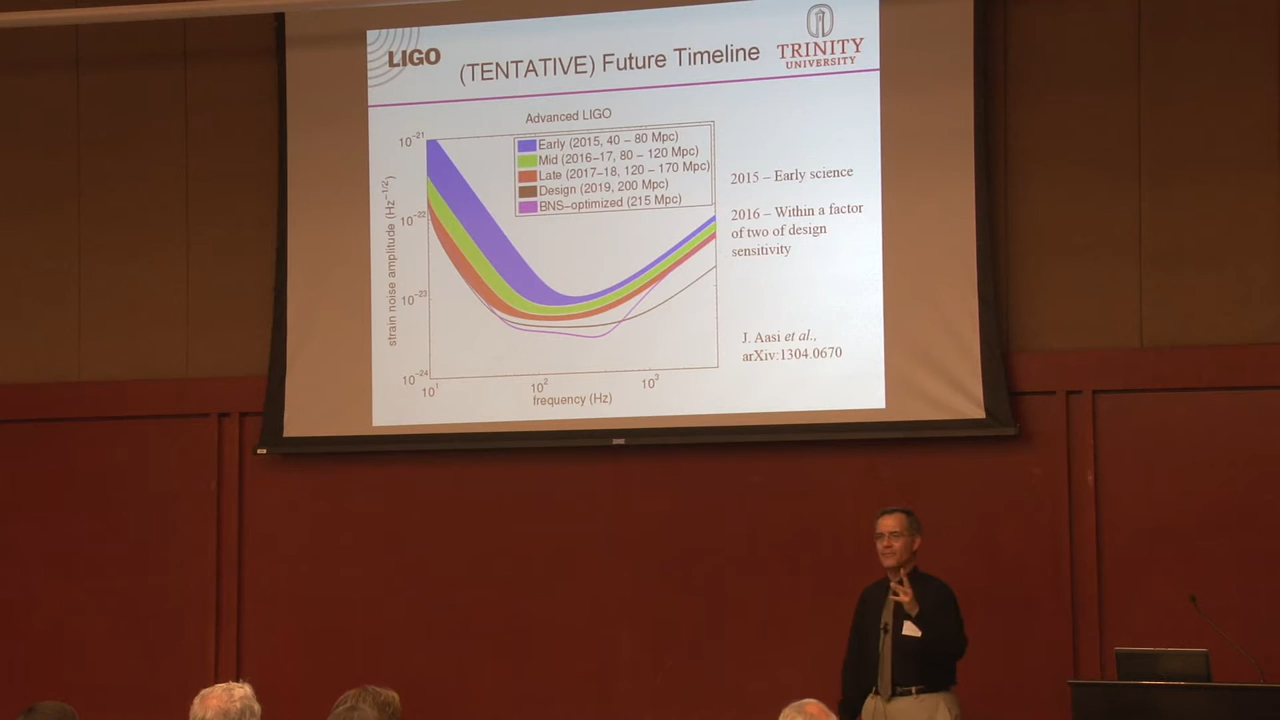 LIGO
(TENTATIVE) Future Timeline
TRINITY
UNIVERSITY
Advanced LIGO
Early (2015, 40 – 80 Mpc)
Mid (2016–17, 80 – 120 Mpc)
Late (2017–18, 120 – 170 Mpc)
Design (2019, 200 Mpc)
BNS–optimized (215 Mpc)
10⁻²¹
10⁻²²
10⁻²³
10⁻²⁴
strain noise amplitude (Hz⁻¹/²)
10¹
10²
10³
frequency (Hz)
2015 – Early science
2016 – Within a factor
of two of design
sensitivity
J. Aasi et al.,
arXiv:1304.0670